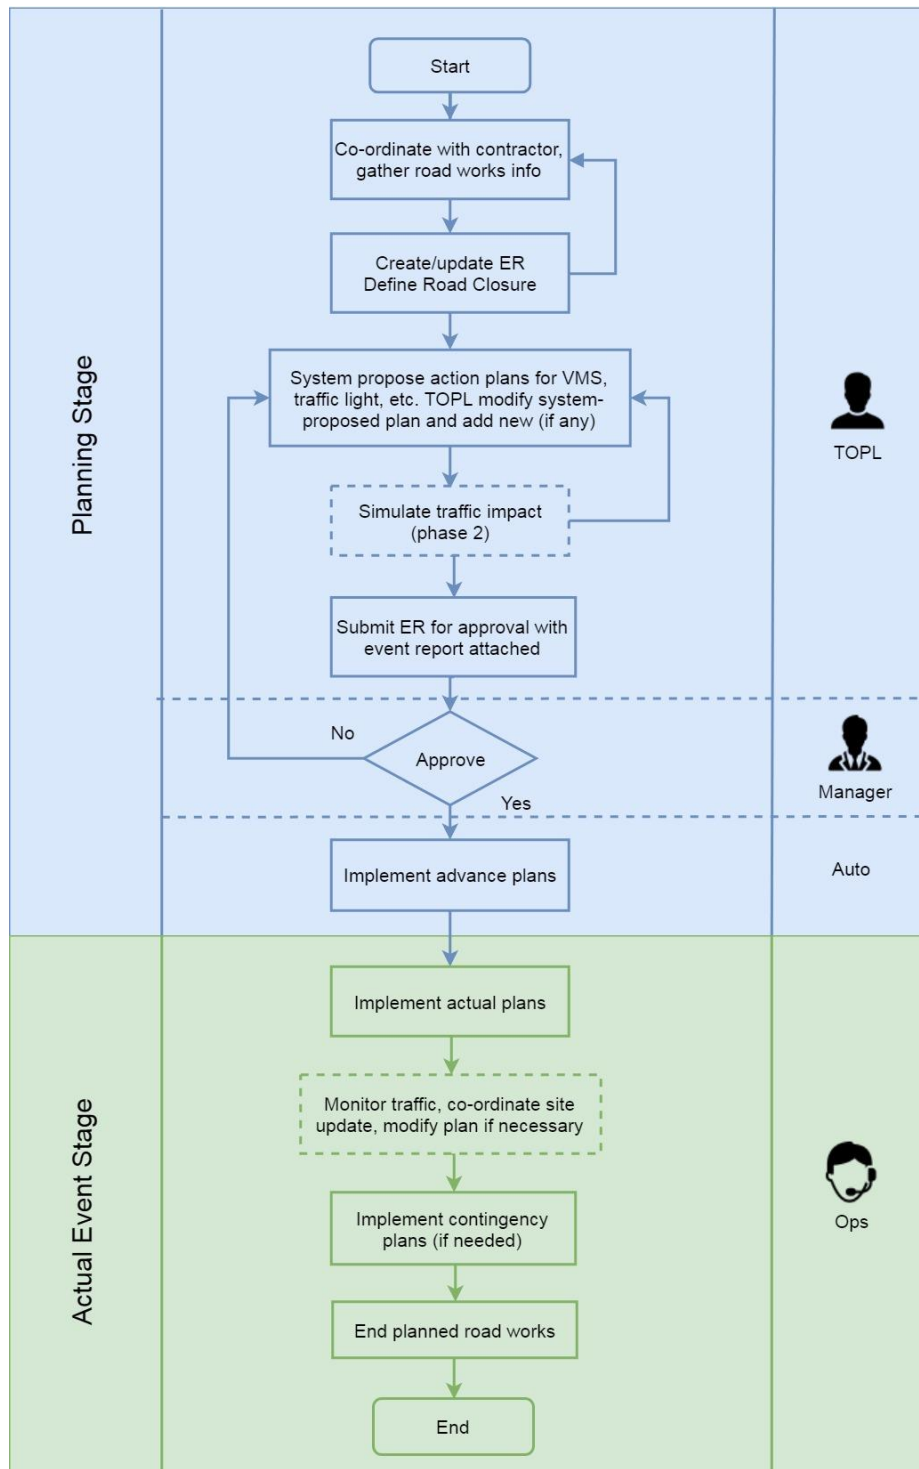 Start
Co-ordinate with contractor,
gather road works info
Create/update ER
Define Road Closure
System propose action plans for VMS,
traffic light, etc. TOPL modify system-
proposed plan and add new (if any)
Simulate traffic impact
(phase 2)
Submit ER for approval with
event report attached
No
Approve
Yes
Implement advance plans
Planning Stage
TOPL
Manager
Auto
Implement actual plans
Monitor traffic, co-ordinate site
update, modify plan if necessary
Implement contingency
plans (if needed)
End planned road works
End
Actual Event Stage
Ops